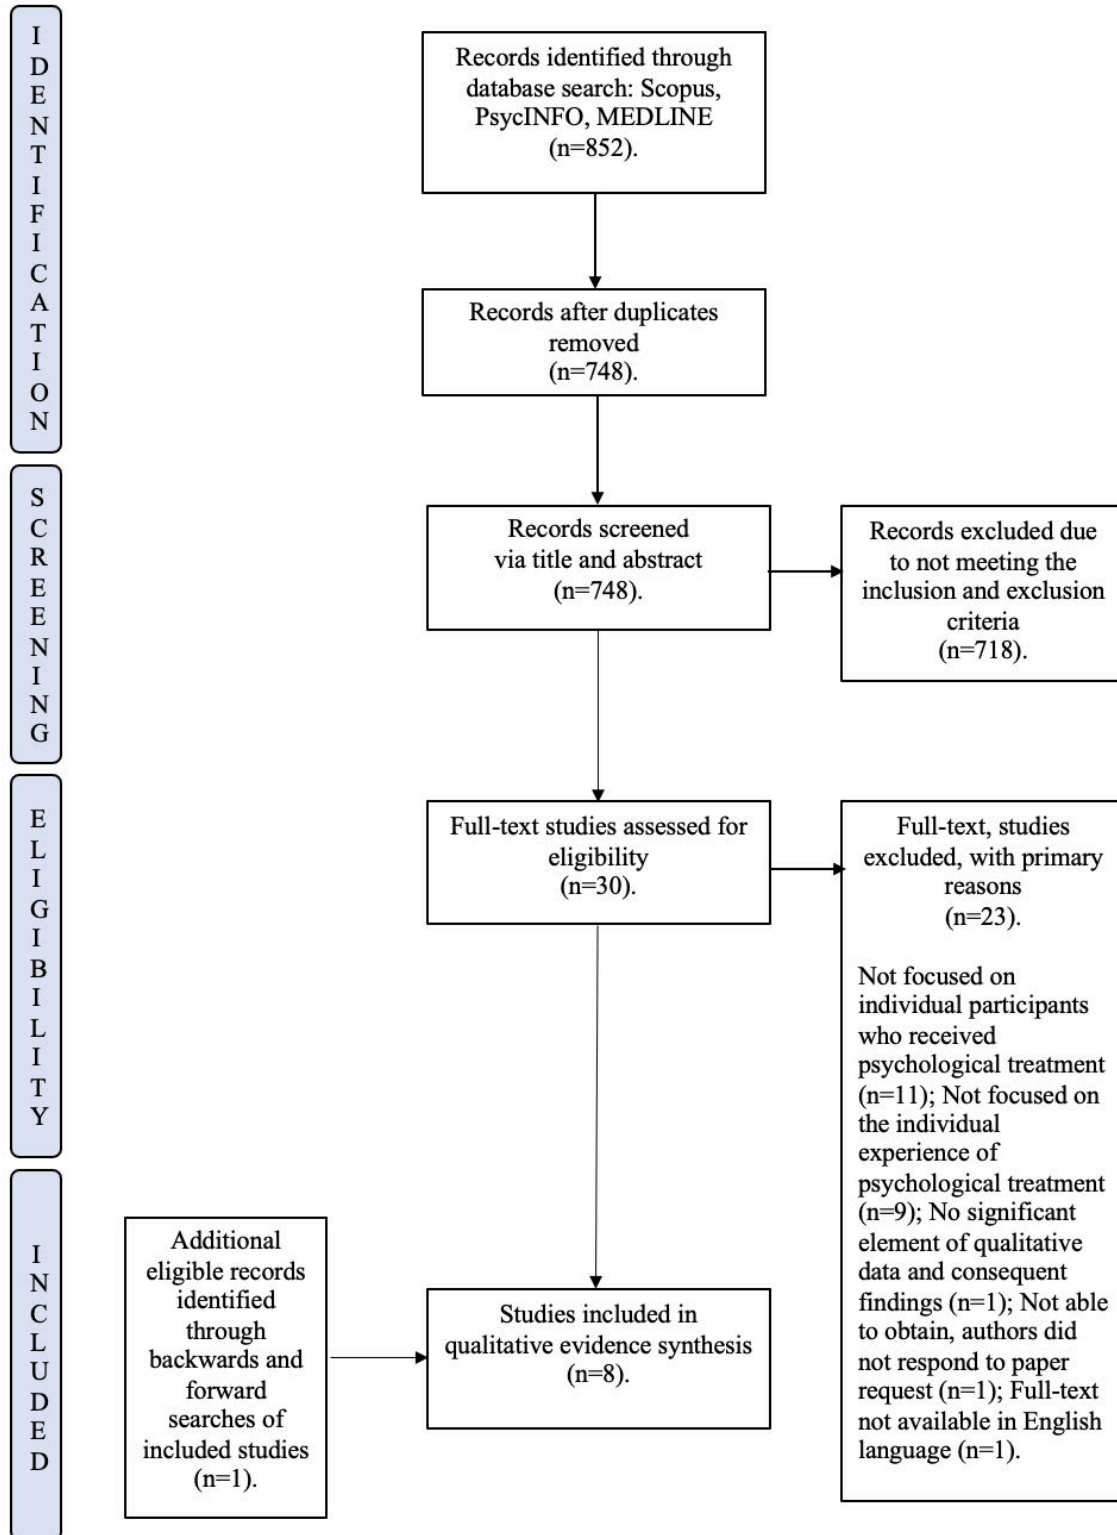 IDENTIFICATION
Records identified through
database search: Scopus,
PsycINFO, MEDLINE
(n=852).
Records after duplicates
removed
(n=748).
SCREENING
Records screened
via title and abstract
(n=748).
Records excluded due
to not meeting the
inclusion and exclusion
criteria
(n=718).
ELIGIBILITY
Full-text studies assessed for
eligibility
(n=30).
Full-text, studies
excluded, with primary
reasons
(n=23).
Not focused on
individual participants
who received
psychological treatment
(n=11); Not focused on
the individual
experience of
psychological treatment
(n=9); No significant
element of qualitative
data and consequent
findings (n=1); Not able
to obtain, authors did
not respond to paper
request (n=1); Full-text
not available in English
language (n=1).
INCLUDED
Additional
eligible records
identified
through
backwards and
forward
searches of
included studies
(n=1).
Studies included in
qualitative evidence synthesis
(n=8).